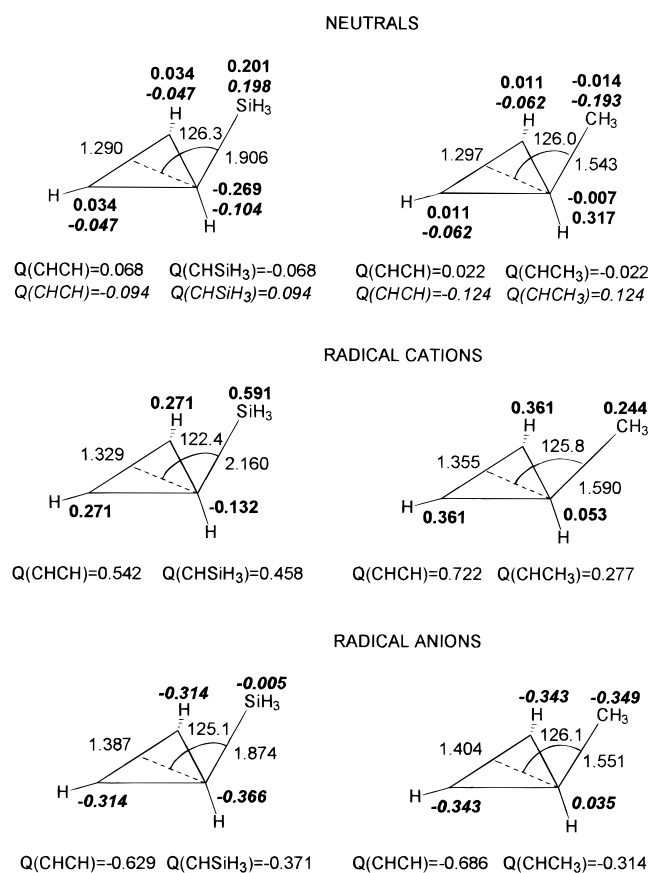 NEUTRALS
0.034 0.201 0.011 -0.014
-0.047 0.198 -0.062 -0.193
H SiH3 H CH3
1.290 126.3 1.906 1.297 126.0 1.543
H -0.269 H -0.007
0.034 -0.104 0.011 0.317
-0.047 H -0.062 H
Q(CHCH)=0.068 Q(CHSiH3)=-0.068 Q(CHCH)=0.022 Q(CHCH3)=-0.022
Q(CHCH)=-0.094 Q(CHSiH3)=0.094 Q(CHCH)=-0.124 Q(CHCH3)=0.124
RADICAL CATIONS
0.271 0.591 0.361 0.244
H SiH3 H CH3
1.329 122.4 2.160 1.355 125.8 1.590
H 0.271 -0.132 H 0.361 0.053
H H
Q(CHCH)=0.542 Q(CHSiH3)=0.458 Q(CHCH)=0.722 Q(CHCH3)=0.277
RADICAL ANIONS
-0.314 -0.005 -0.343 -0.349
H SiH3 H CH3
1.387 125.1 1.874 1.404 126.1 1.551
H -0.314 -0.366 H -0.343 0.035
H H
Q(CHCH)=-0.629 Q(CHSiH3)=-0.371 Q(CHCH)=-0.686 Q(CHCH3)=-0.314